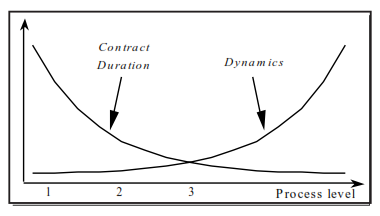 Contract
Duration
Dynamics
1 2 3 Process level